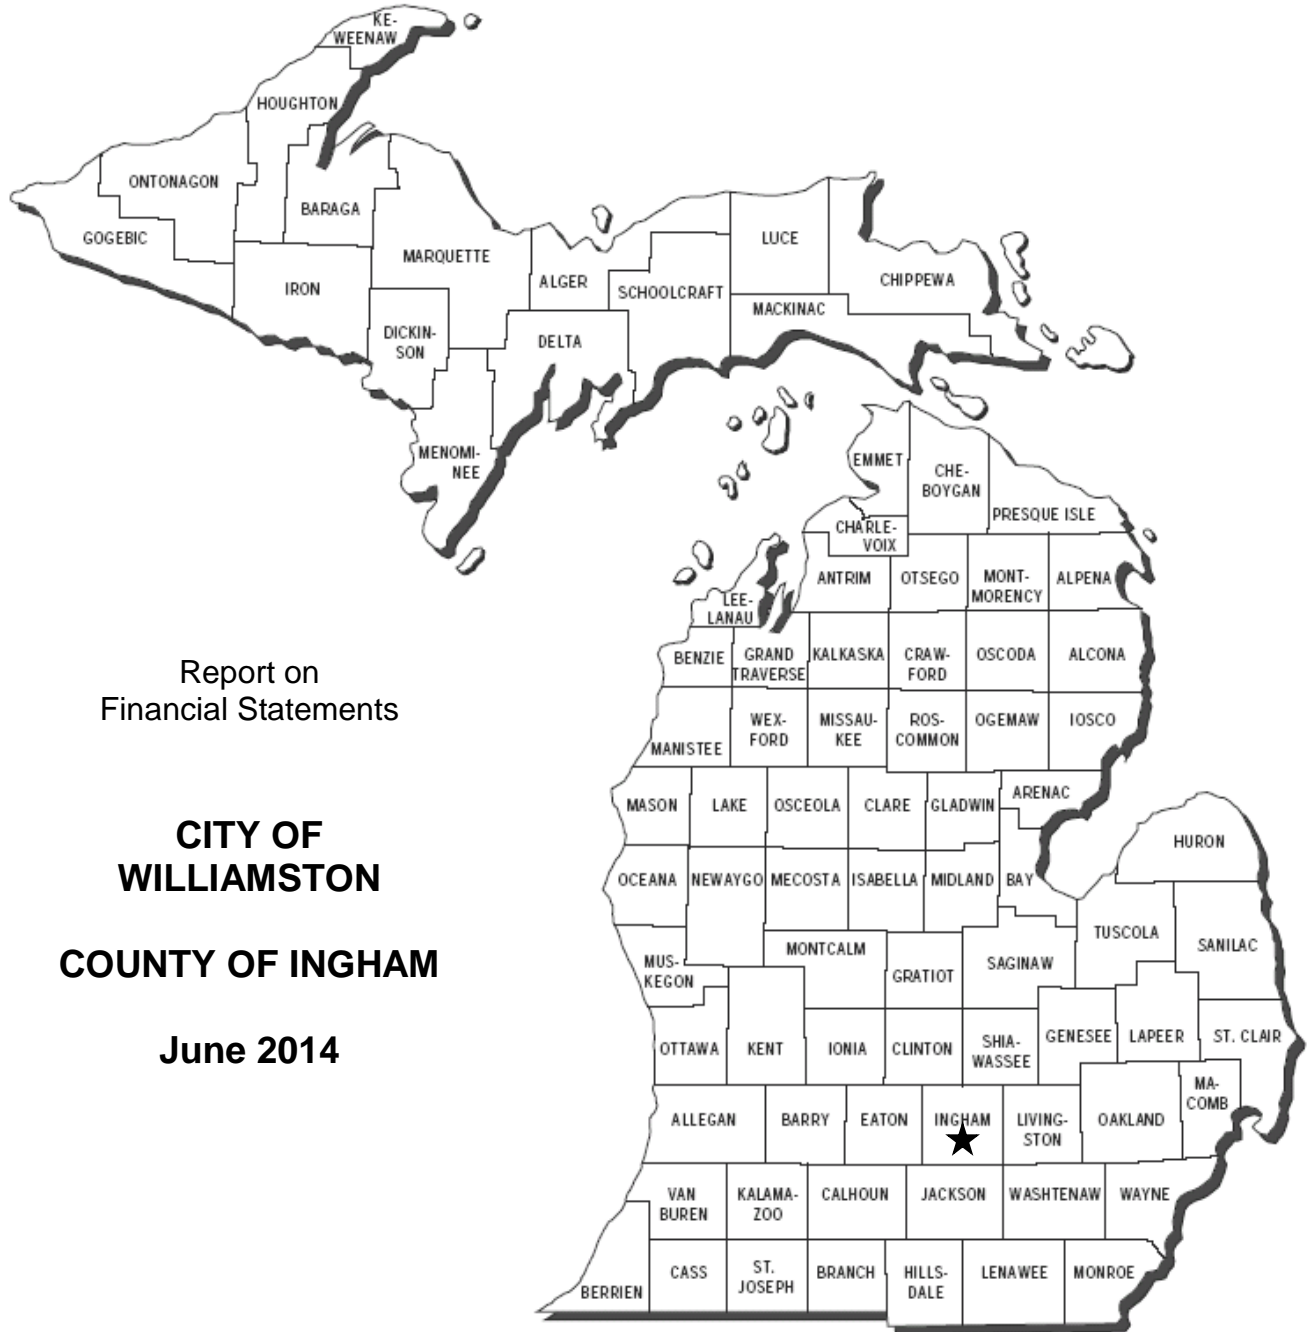 KE-
WEENAW
HOUGHTON
ONTONAGON
BARAGA
GOGEBIC
MARQUETTE
LUCE
CHIPPEWA
IRON
ALGER
SCHOOLCRAFT
MACKINAC
DICKIN-
SON
DELTA
MENOMI-
NEE
EMMET
CHE-
BOYGAN
PRESQUE ISLE
CHARLE-
VOIX
ANTRIM
OTSEGO
MONT-
MORENCY
ALPENA
LEE-
LANAU
BENZIE
GRAND
TRAVERSE
KALKASKA
CRAW-
FORD
OSCODA
ALCONA
MANISTEE
WEX-
FORD
MISSAU-
KEE
ROS-
COMMON
OGEMAW
IOSCO
MASON
LAKE
OSCEOLA
CLARE
GLADWIN
ARENAC
HURON
OCEANA
NEWAYGO
MECOSTA
ISABELLA
MIDLAND
BAY
TUSCOLA
SANILAC
MUS-
KEGON
MONTCALM
GRATIOT
SAGINAW
OTTAWA
KENT
IONIA
CLINTON
SHIA-
WASSEE
GENESEE
LAPEER
ST. CLAIR
ALLEGAN
BARRY
EATON
INGHAM
LIVING-
STON
OAKLAND
MA-
COMB
VAN
BUREN
KALAMA-
ZOO
CALHOUN
JACKSON
WASHTENAW
WAYNE
BERRIEN
CASS
ST.
JOSEPH
BRANCH
HILLS-
DALE
LENAWEE
MONROE
Report on
Financial Statements
CITY OF
WILLIAMSTON
COUNTY OF INGHAM
June 2014